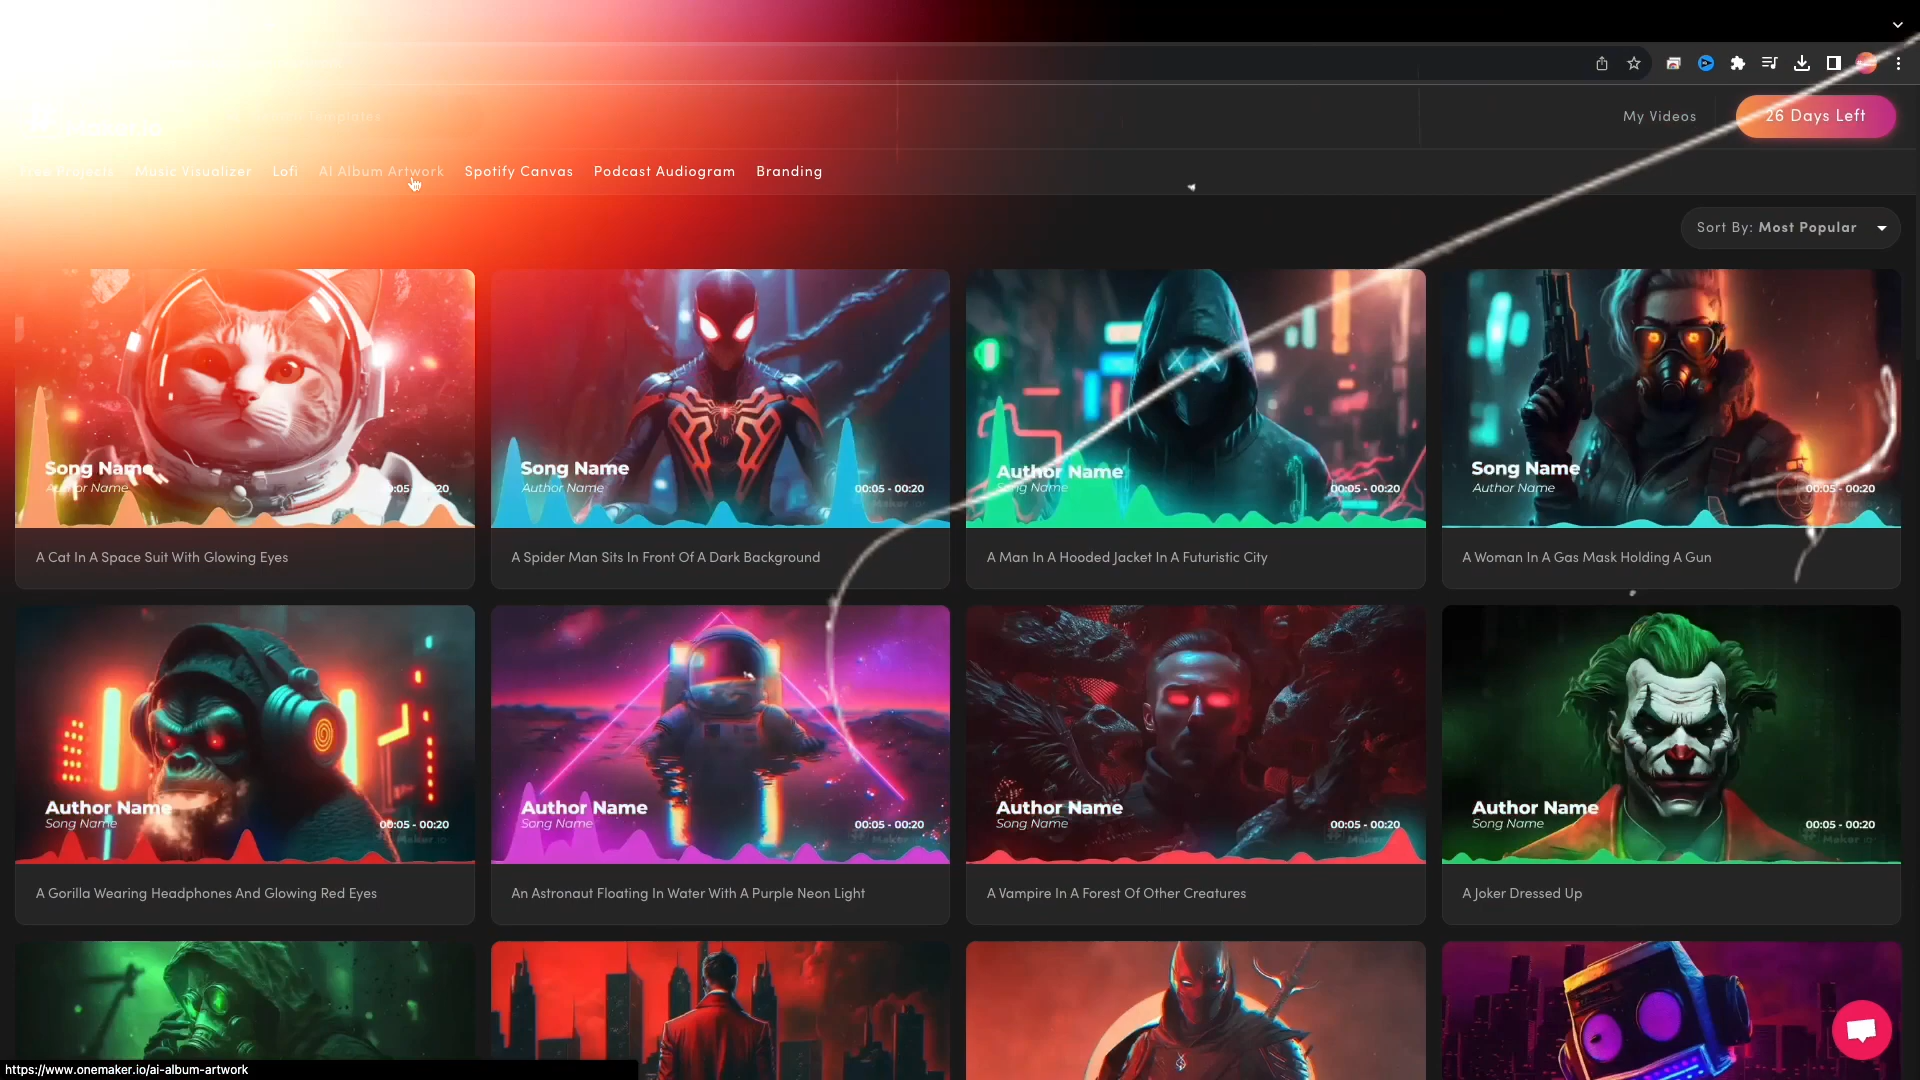 Templates
My Videos
26 Days Left
Free Projects
Music Visualizer
Lofi
AI Album Artwork
Spotify Canvas
Podcast Audiogram
Branding
Sort By: Most Popular
Song Name
Author Name
A Cat In A Space Suit With Glowing Eyes
Song Name
Author Name
00:05 - 00:20
A Spider Man Sits In Front Of A Dark Background
Author Name
Song Name
00:05 - 00:20
A Man In A Hooded Jacket In A Futuristic City
Song Name
Author Name
00:05 - 00:20
A Woman In A Gas Mask Holding A Gun
Author Name
Song Name
00:05 - 00:20
A Gorilla Wearing Headphones And Glowing Red Eyes
Author Name
Song Name
00:05 - 00:20
An Astronaut Floating In Water With A Purple Neon Light
Author Name
Song Name
00:05 - 00:20
A Vampire In A Forest Of Other Creatures
Author Name
Song Name
00:05 - 00:20
A Joker Dressed Up
https://www.onemaker.io/ai-album-artwork